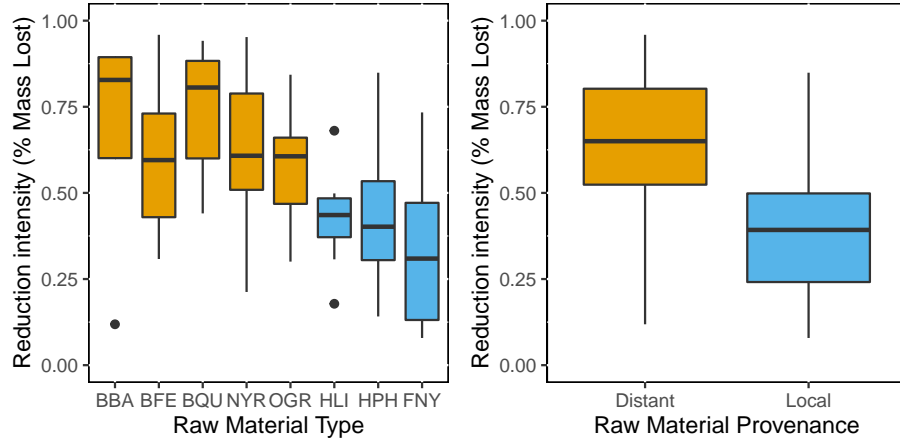 Reduction intensity (% Mass Lost)
1.00
0.75
0.50
0.25
0.00
BBA BFE BQU NYR OGR HLI HPH FNY
Raw Material Type
Reduction intensity (% Mass Lost)
1.00
0.75
0.50
0.25
0.00
Distant Local
Raw Material Provenance